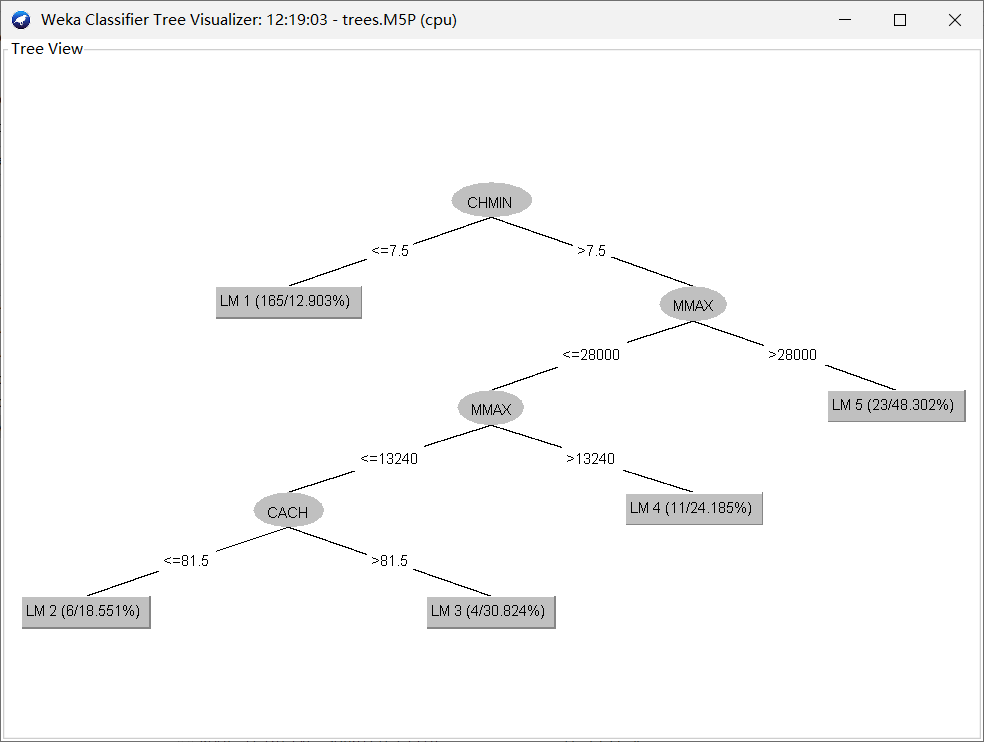 Weka Classifier Tree Visualizer: 12:19:03 - trees.M5P (cpu)
Tree View
CHMIN
<=7.5
>7.5
LM 1 (165/12.903%)
MMAX
<=28000
>28000
MMAX
LM 5 (23/48.302%)
<=13240
>13240
CACH
LM 4 (11/24.185%)
<=81.5
>81.5
LM 2 (6/18.551%)
LM 3 (4/30.824%)